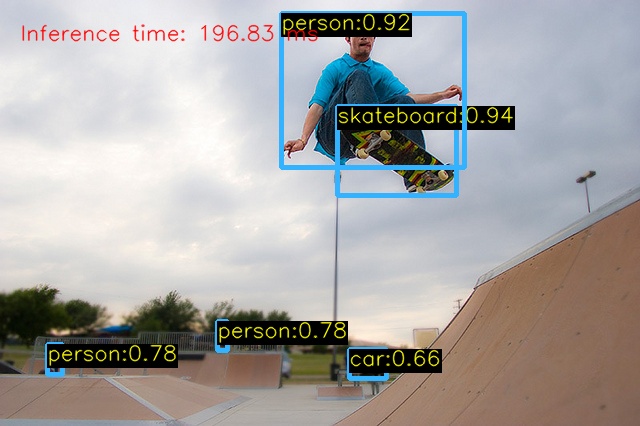 person:0.92
Inference time: 196.83 ms
skateboard:0.94
person:0.78
person:0.78
car:0.66